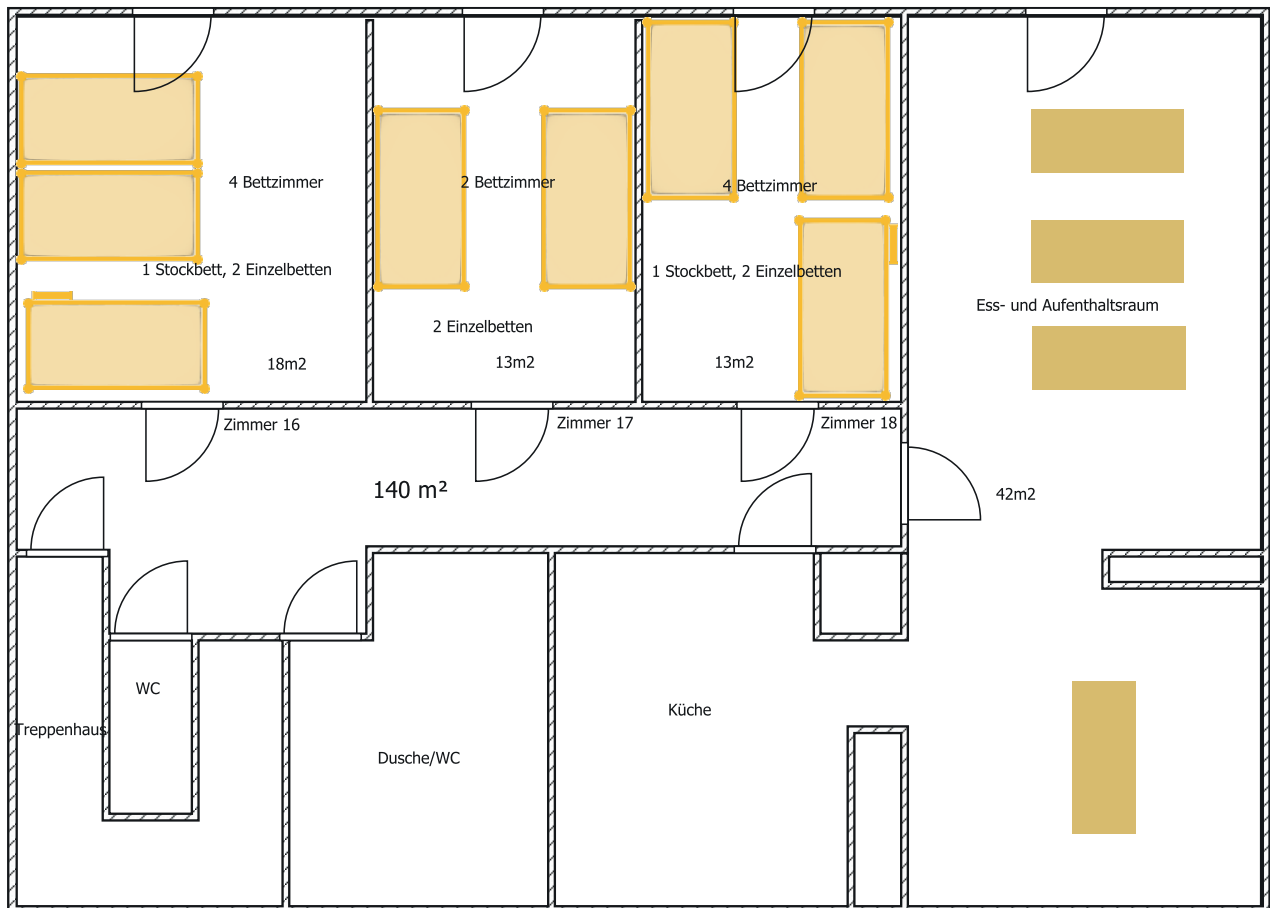 4 Bettzimmer
1 Stockbett, 2 Einzelbetten
18m2
2 Bettzimmer
2 Einzelbetten
13m2
4 Bettzimmer
1 Stockbett, 2 Einzelbetten
13m2
Ess- und Aufenthaltsraum
42m2
Zimmer 16
Zimmer 17
Zimmer 18
140 m²
Treppenhaus
WC
Dusche/WC
Küche